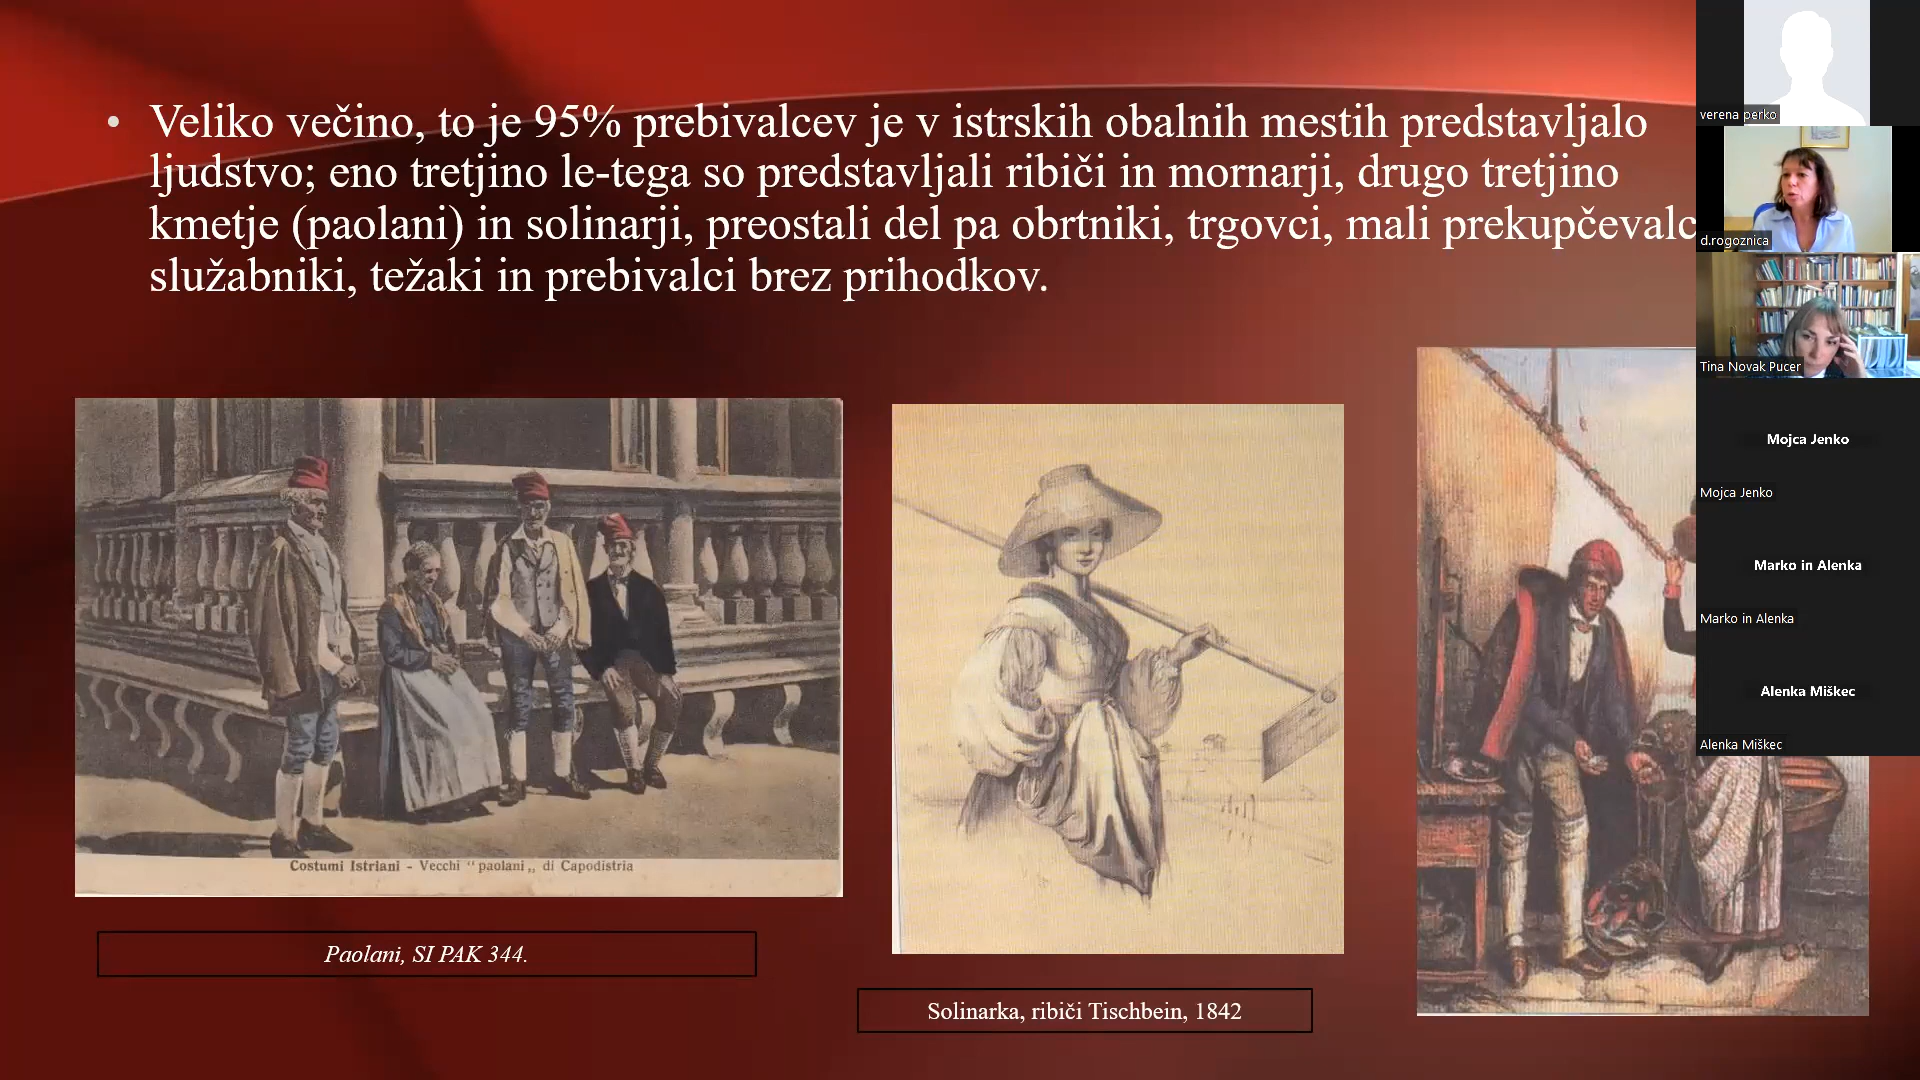 • Veliko večino, to je 95% prebivalcev je v istrskih obalnih mestih predstavljalo
ljudstvo; eno tretjino le-tega so predstavljali ribiči in mornarji, drugo tretjino
kmetje (paolani) in solinarji, preostali del pa obrtniki, trgovci, mali prekupčevalc
služabniki, težaki in prebivalci brez prihodkov.
Costumi Istriani - Vecchi “paolani„ di Capodistria
Paolani, SI PAK 344.
Solinarka, ribiči Tischbein, 1842
verena perko
d.rogoznica
Tina Novak Pucer
Mojca Jenko
Mojca Jenko
Marko in Alenka
Marko in Alenka
Alenka Miškec
Alenka Miškec